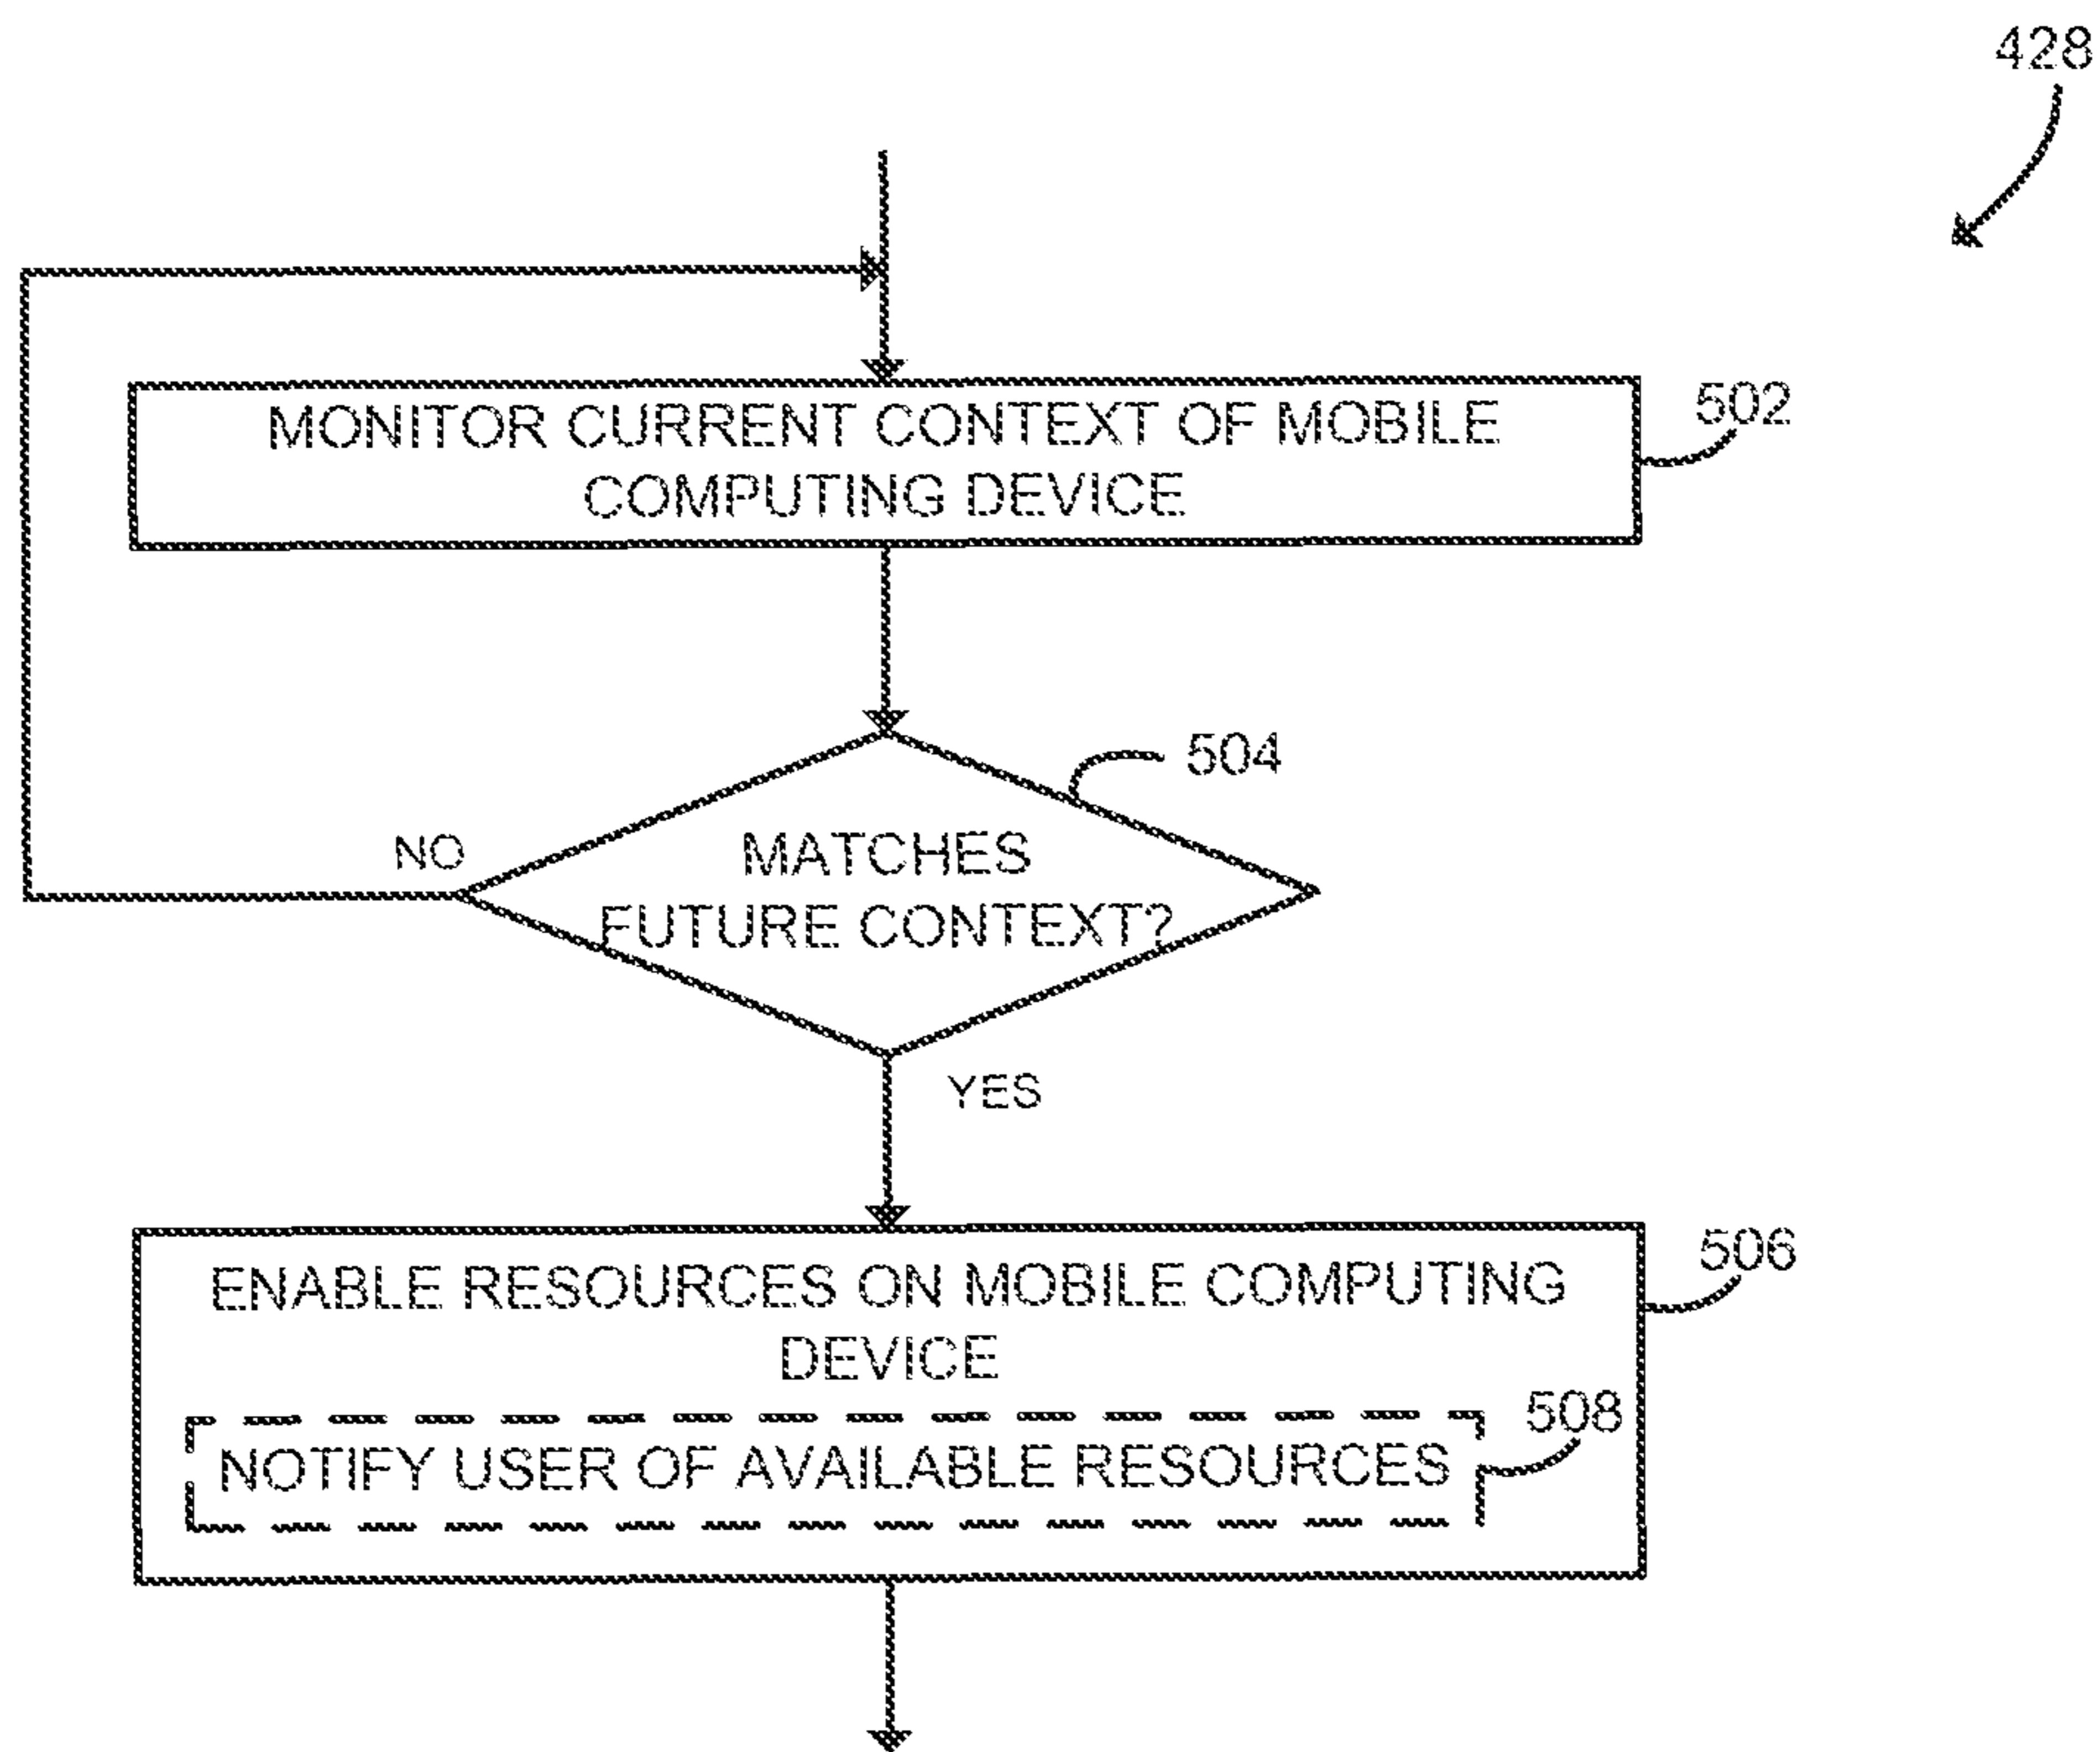 428
MONITOR CURRENT CONTEXT OF MOBILE
COMPUTING DEVICE
502
504
NO
MATCHES
FUTURE CONTEXT?
YES
506
ENABLE RESOURCES ON MOBILE COMPUTING
DEVICE
508
NOTIFY USER OF AVAILABLE RESOURCES